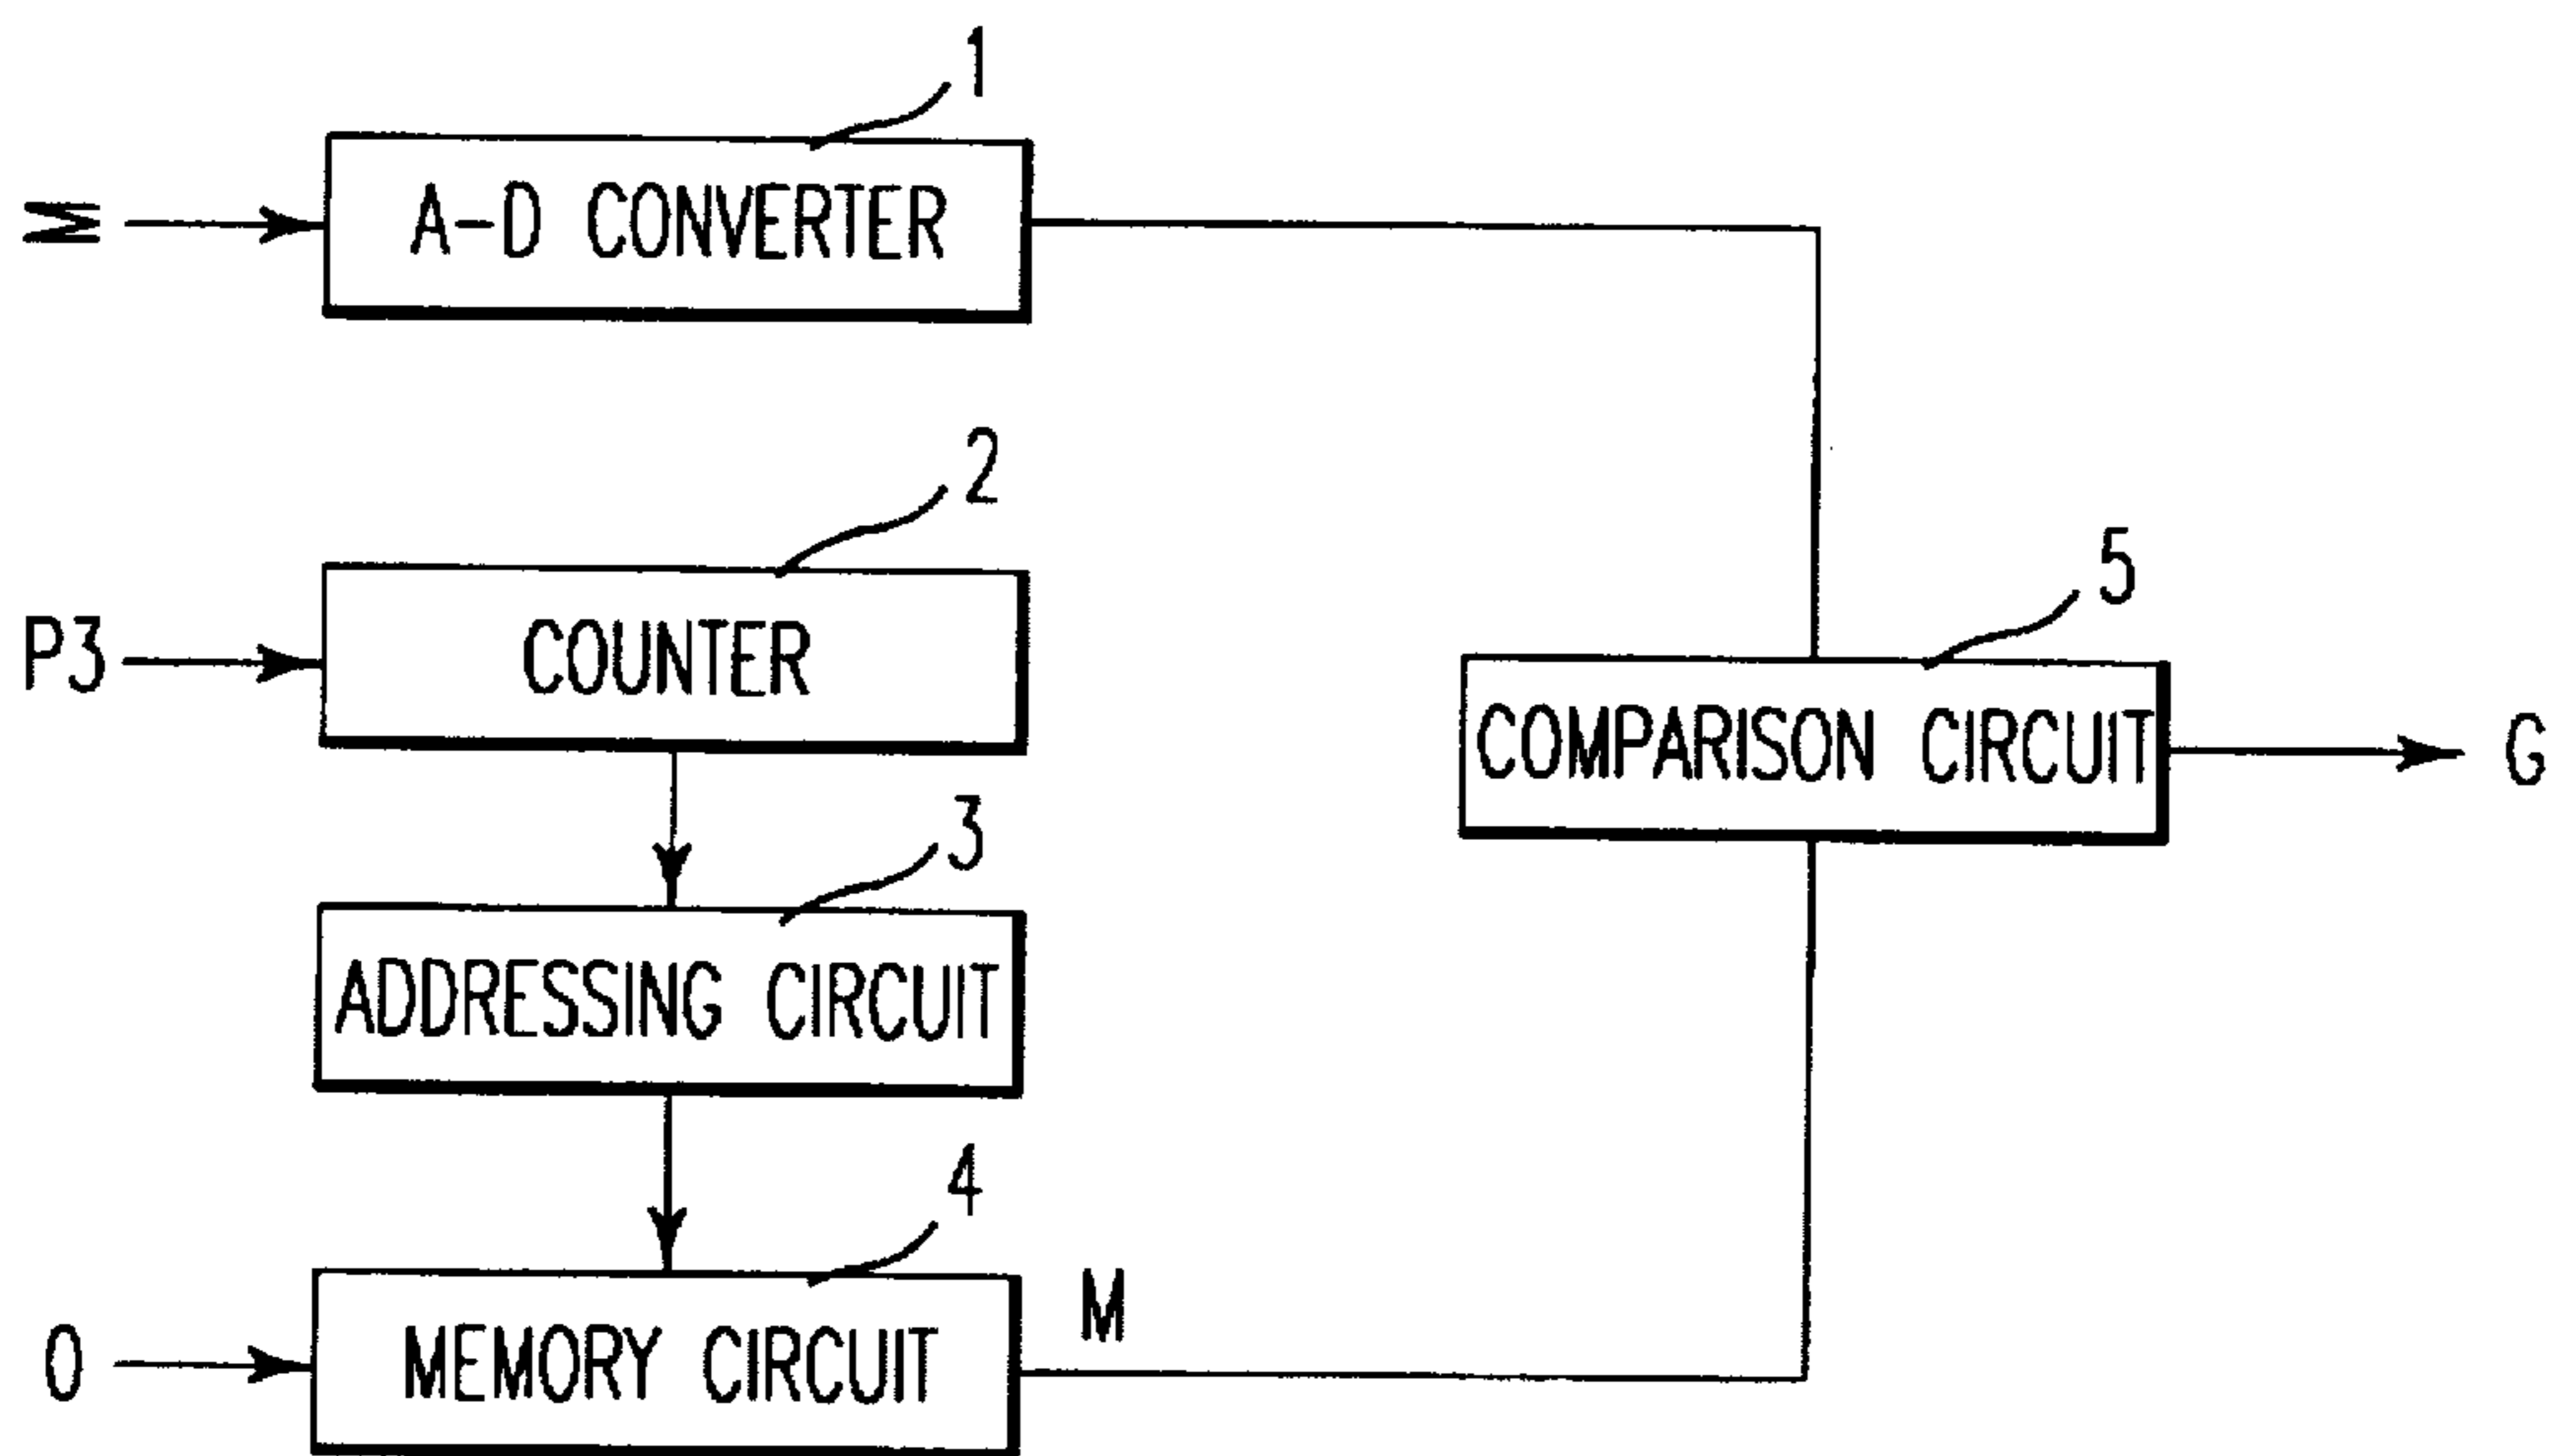 1
M
A-D CONVERTER
2
P3
COUNTER
5
COMPARISON CIRCUIT
G
3
ADDRESSING CIRCUIT
4
O
MEMORY CIRCUIT
M